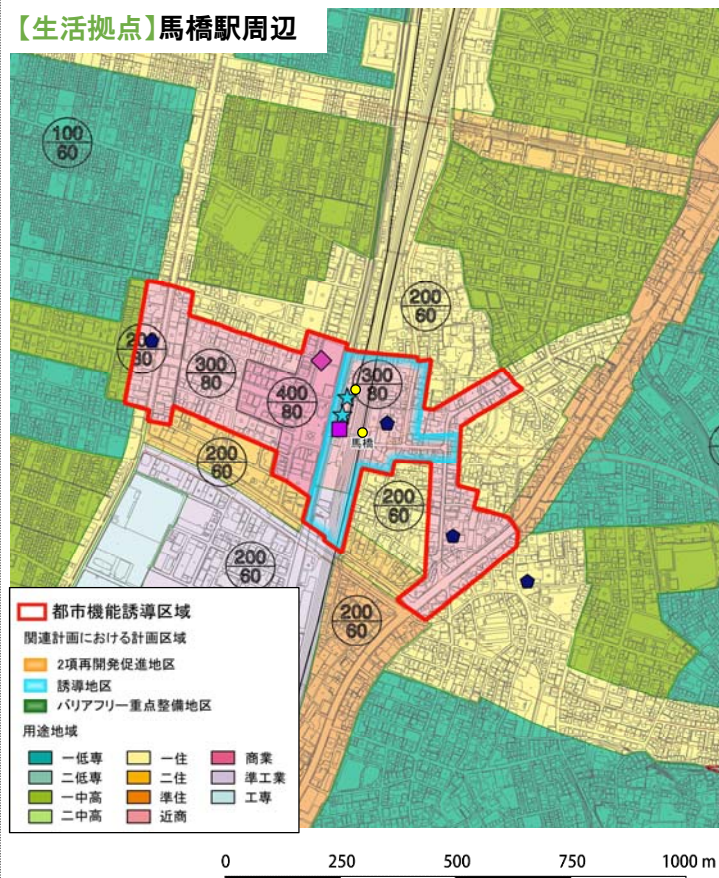 【生活拠点】馬橋駅周辺
100
60
200
60
200
80
300
80
400
80
300
80
馬橋
200
60
200
60
200
60
200
60
都市機能誘導区域
関連計画における計画区域
2項再開発促進地区
誘導地区
バリアフリー重点整備地区
用途地域
一低専 一住 商業
二低専 二住 準工業
一中高 準住 工専
二中高 近商
0 250 500 750 1000 m